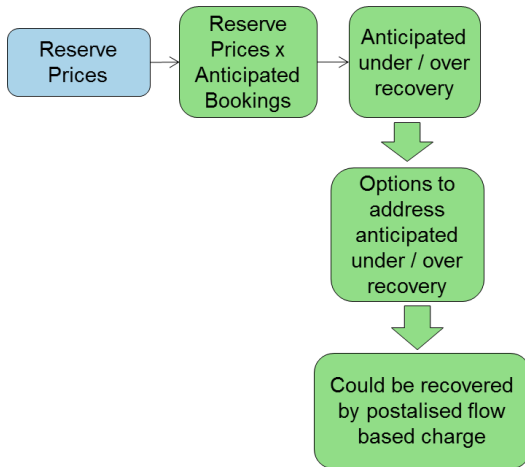 Reserve
Prices
Reserve
Prices x
Anticipated
Bookings
Anticipated
under / over
recovery
Options to
address
anticipated
under / over
recovery
Could be recovered
by postalised flow
based charge